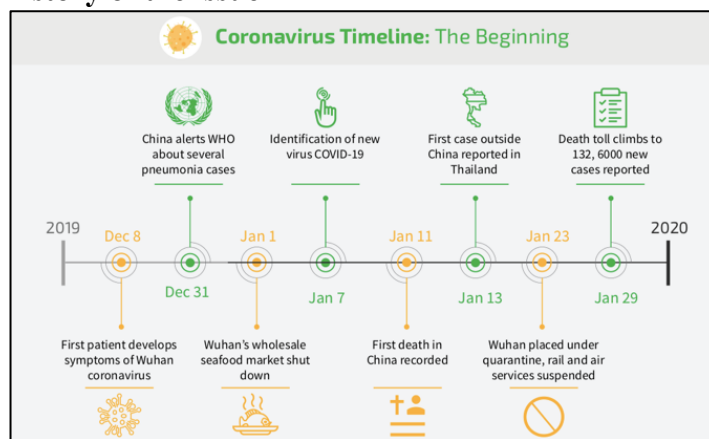 Coronavirus Timeline: The Beginning
China alerts WHO
about several
pneumonia cases
Identification of new
virus COVID-19
First case outside
China reported in
Thailand
Death toll climbs to
132, 6000 new
cases reported
2019
Dec 8
Dec 31
Jan 1
Jan 7
Jan 11
Jan 13
Jan 23
Jan 29
2020
First patient develops
symptoms of Wuhan
coronavirus
Wuhan's wholesale
seafood market shut
down
First death in
China recorded
Wuhan placed under
quarantine, rail and air
services suspended